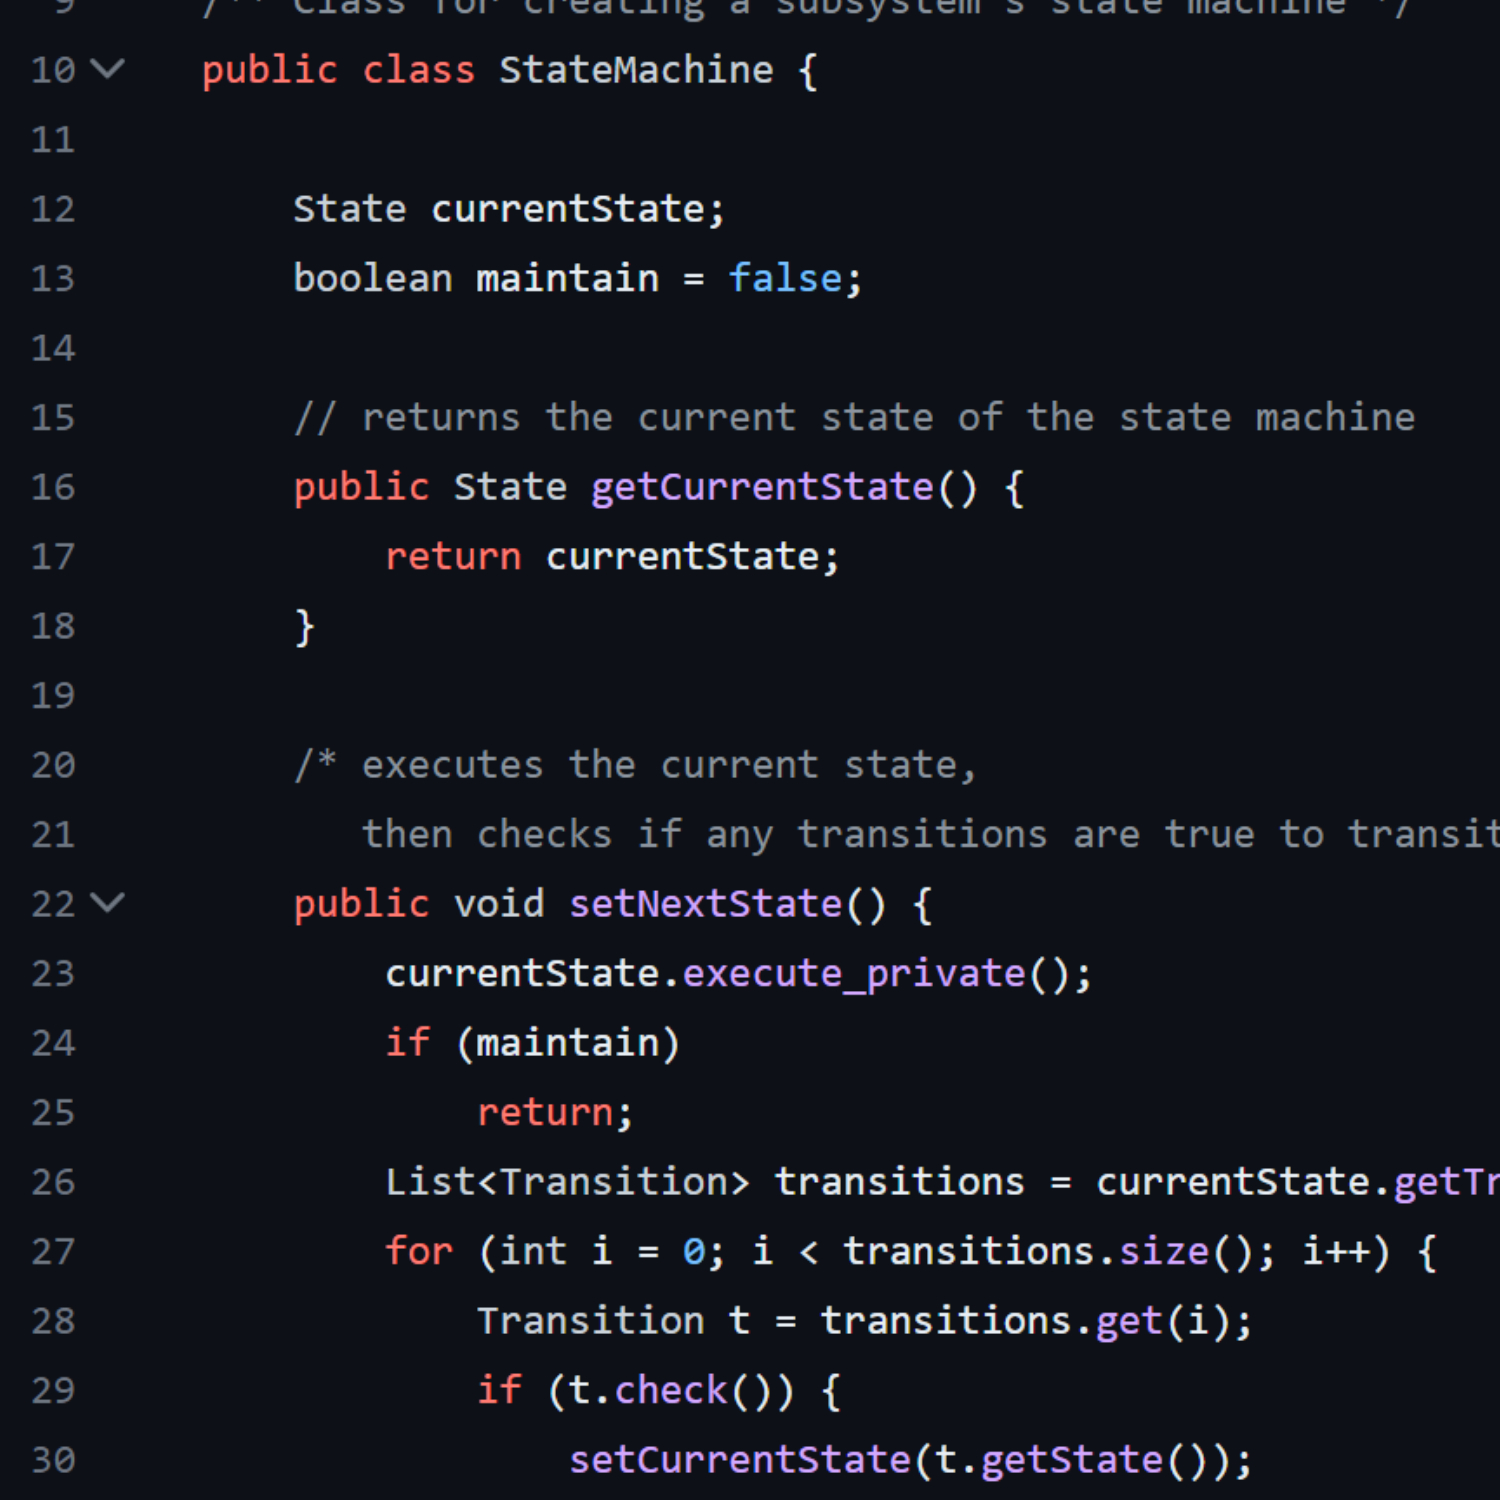 9 /** Class for creating a subsystem's state machine */
10 public class StateMachine {
11
12 State currentState;
13 boolean maintain = false;
14
15 // returns the current state of the state machine
16 public State getCurrentState() {
17 return currentState;
18 }
19
20 /* executes the current state,
21 then checks if any transitions are true to transit
22 public void setNextState() {
23 currentState.execute_private();
24 if (maintain)
25 return;
26 List<Transition> transitions = currentState.getTr
27 for (int i = 0; i < transitions.size(); i++) {
28 Transition t = transitions.get(i);
29 if (t.check()) {
30 setCurrentState(t.getState());